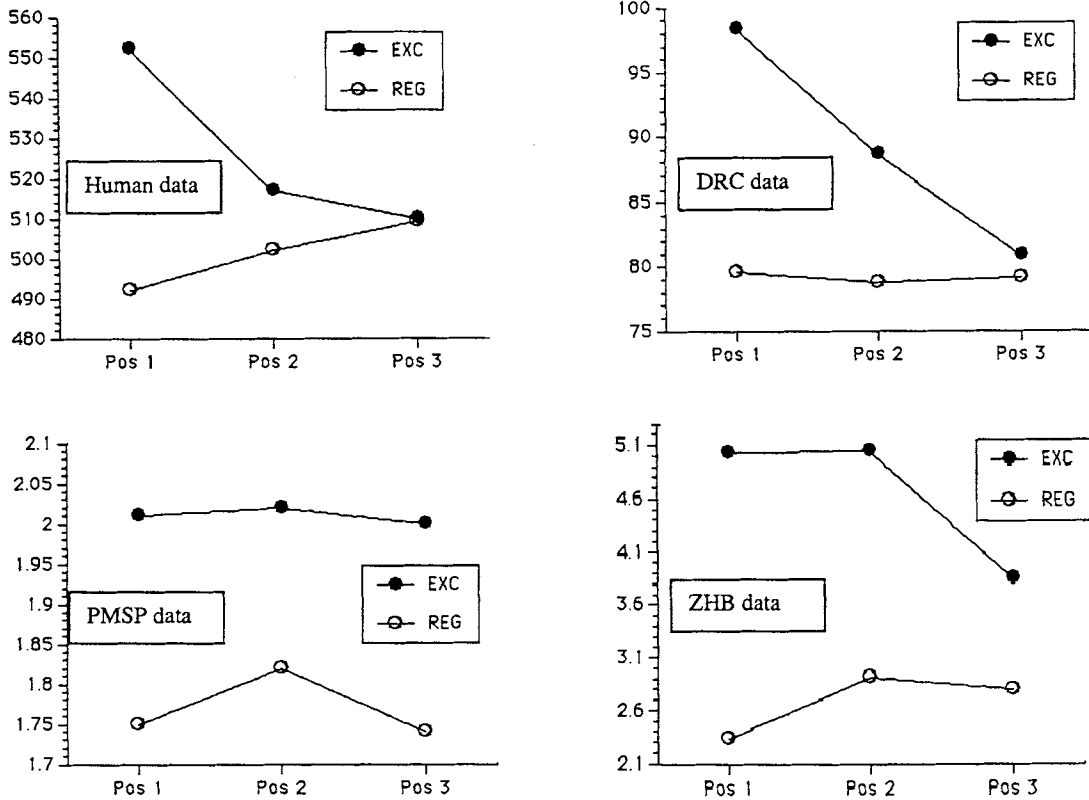 560
550
540
530
520
510
500
490
480
EXC
REG
Human data
Pos 1 Pos 2 Pos 3
100
95
90
85
80
75
EXC
REG
DRC data
Pos 1 Pos 2 Pos 3
2.1
2.05
2
1.95
1.9
1.85
1.8
1.75
1.7
EXC
REG
PMSP data
Pos 1 Pos 2 Pos 3
5.1
4.6
4.1
3.6
3.1
2.6
2.1
EXC
REG
ZHB data
Pos 1 Pos 2 Pos 3